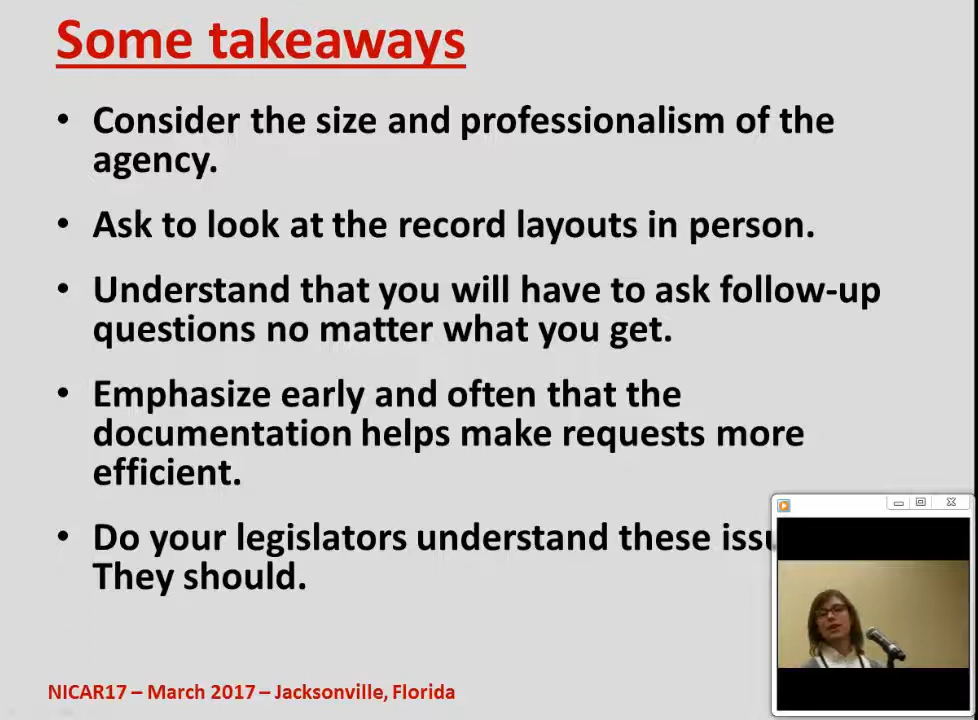 Some takeaways
• Consider the size and professionalism of the
agency.
• Ask to look at the record layouts in person.
• Understand that you will have to ask follow-up
questions no matter what you get.
• Emphasize early and often that the
documentation helps make requests more
efficient.
• Do your legislators understand these
They should.
NICAR17 – March 2017 – Jacksonville, Florida